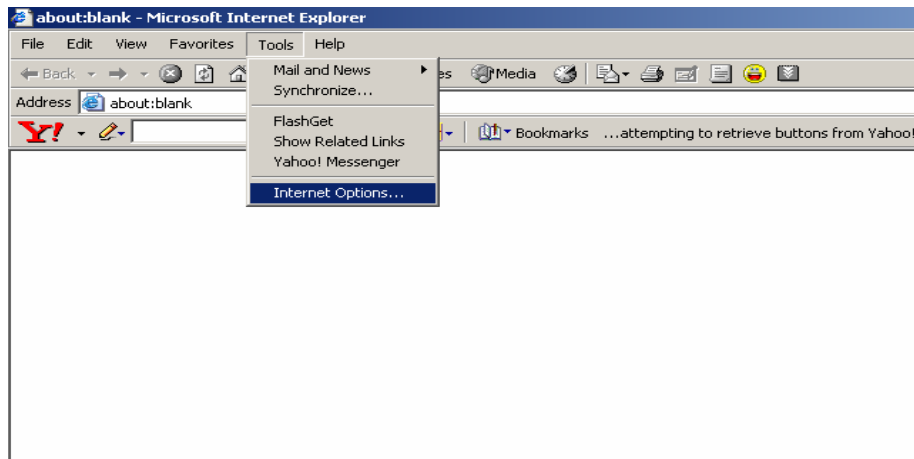 about:blank - Microsoft Internet Explorer
File Edit View Favorites Tools Help
Back Mail and News es Media
Synchronize...
Address about:blank
FlashGet
Y! Bookmarks ...attempting to retrieve buttons from Yahoo!
Show Related Links
Yahoo! Messenger
Internet Options...